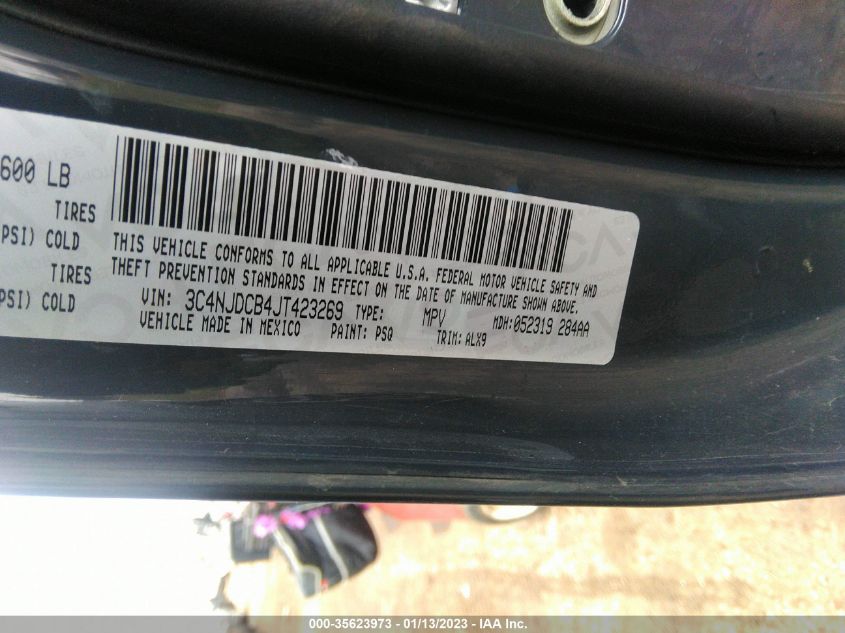 600 LB
TIRES
PSI) COLD
TIRES
PSI) COLD
THIS VEHICLE CONFORMS TO ALL APPLICABLE U.S.A. FEDERAL MOTOR VEHICLE SAFETY AND
THEFT PREVENTION STANDARDS IN EFFECT ON THE DATE OF MANUFACTURE SHOWN ABOVE.
VIN: 3C4NJDCB4JT423269 TYPE: MPV MDH:052319 284AA
VEHICLE MADE IN MEXICO PAINT: PSQ TRIM: ALX9
000-35623973 — 01/13/2023 — IAA Inc.